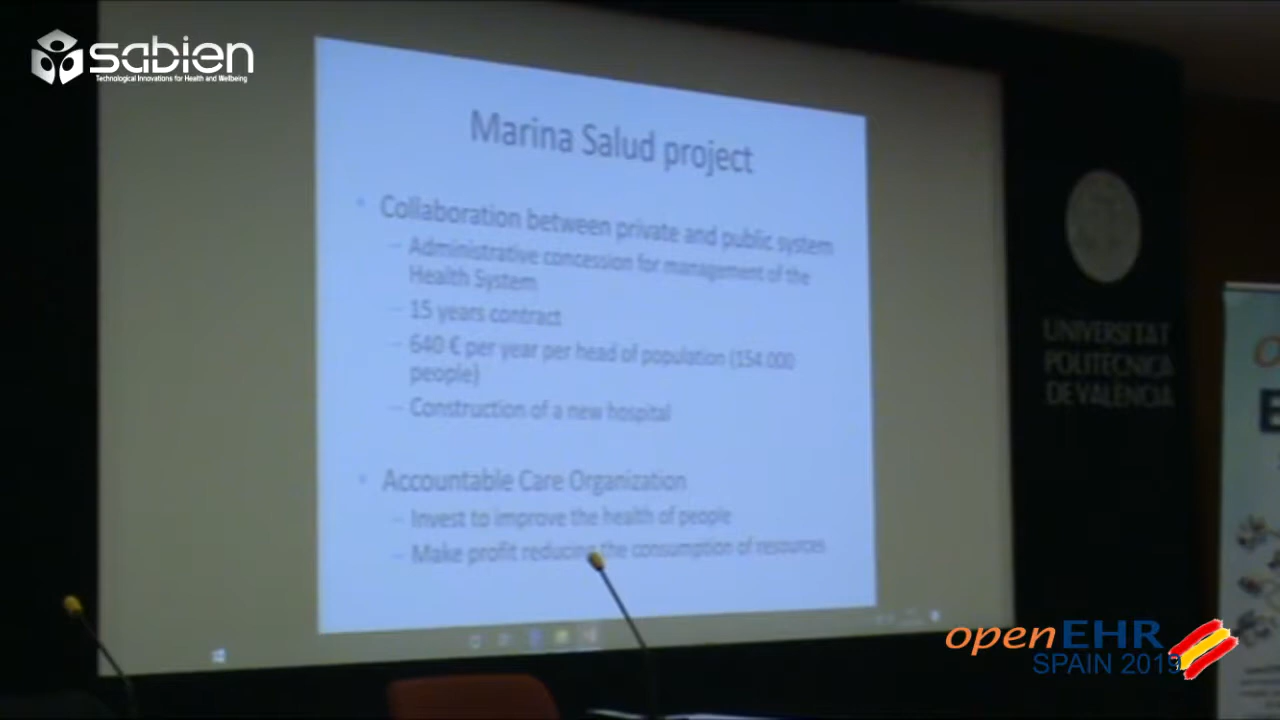 sabien
Technological Innovations for Health and Wellbeing
Marina Salud project
• Collaboration between private and public system
– Administrative concession for management of the
Health System
– 15 years contract
– 640 € per year per head of population (154.000
people)
– Construction of a new hospital
• Accountable Care Organization
– Invest to improve the health of people
– Make profit reducing the consumption of resources
UNIVERSITAT
POLITÈCNICA
DE VALÈNCIA
openEHR
SPAIN 2019